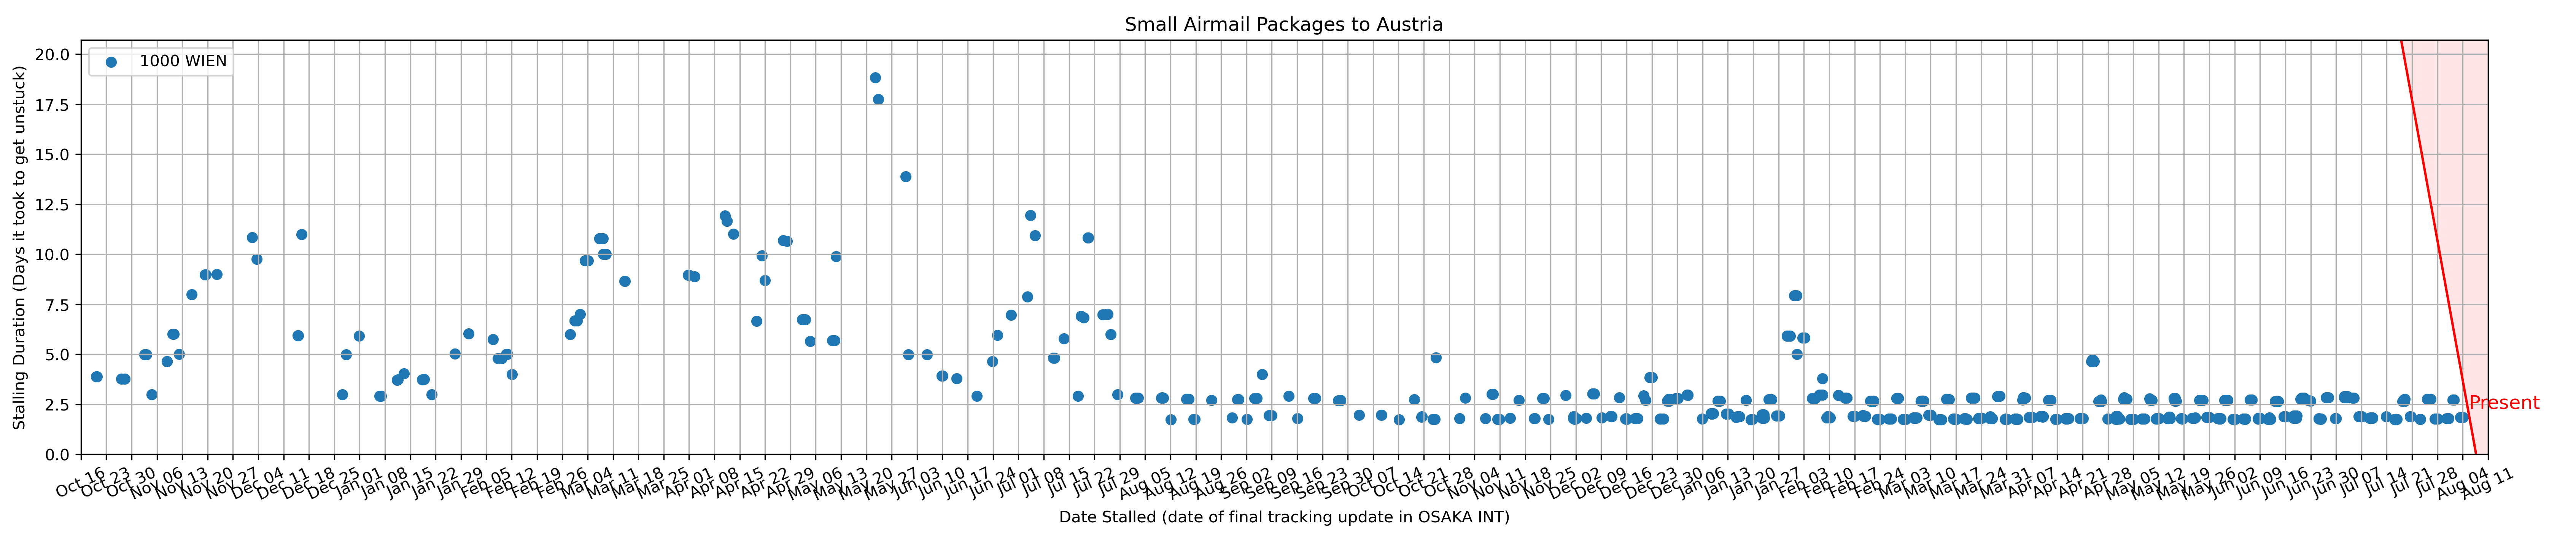 Small Airmail Packages to Austria
1000 WIEN
Stalling Duration (Days it took to get unstuck)
20.0
17.5
15.0
12.5
10.0
7.5
5.0
2.5
0.0
Present
Oct 16 Oct 23 Oct 30 Nov 06 Nov 13 Nov 20 Nov 27 Dec 04 Dec 11 Dec 18 Dec 25 Jan 01 Jan 08 Jan 15 Jan 22 Jan 29 Feb 05 Feb 12 Feb 19 Feb 26 Mar 04 Mar 11 Mar 18 Mar 25 Apr 01 Apr 08 Apr 15 Apr 22 Apr 29 May 06 May 13 May 20 May 27 Jun 03 Jun 10 Jun 17 Jun 24 Jul 01 Jul 08 Jul 15 Jul 22 Jul 29 Aug 05 Aug 12 Aug 19 Aug 26 Sep 02 Sep 09 Sep 16 Sep 23 Sep 30 Oct 07 Oct 14 Oct 21 Oct 28 Nov 04 Nov 11 Nov 18 Nov 25 Dec 02 Dec 09 Dec 16 Dec 23 Dec 30 Jan 06 Jan 13 Jan 20 Jan 27 Feb 03 Feb 10 Feb 17 Feb 24 Mar 03 Mar 10 Mar 17 Mar 24 Mar 31 Apr 07 Apr 14 Apr 21 Apr 28 May 05 May 12 May 19 May 26 Jun 02 Jun 09 Jun 16 Jun 23 Jun 30 Jul 07 Jul 14 Jul 21 Jul 28 Aug 04 Aug 11
Date Stalled (date of final tracking update in OSAKA INT)